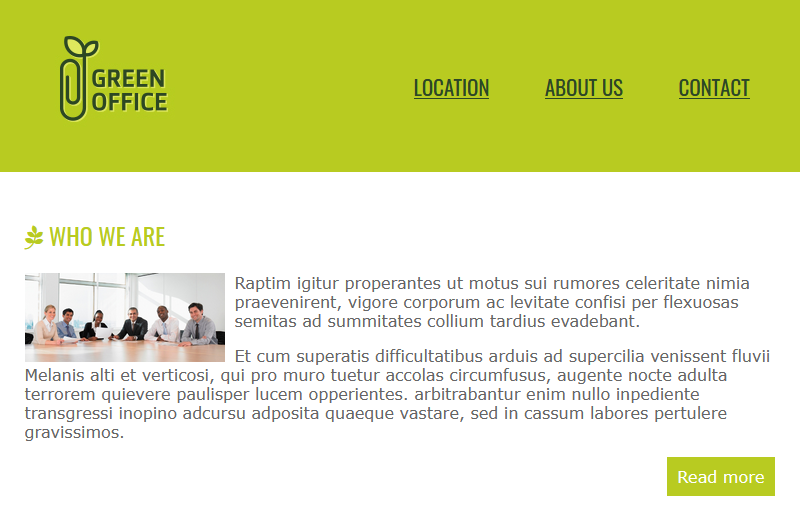 GREEN
OFFICE
LOCATION
ABOUT US
CONTACT
WHO WE ARE
Raptim igitur properantes ut motus sui rumores celeritate nimia
praevenirent, vigore corporum ac levitate confisi per flexuosas
semitas ad summitates collium tardius evadebant.
Et cum superatis difficultatibus arduis ad supercilia venissent fluvii
Melanis alti et verticosi, qui pro muro tuetur accolas circumfusus, augente nocte adulta
terrorem quievere paulisper lucem opperientes. arbitrabantur enim nullo inpediente
transgressi inopino adcursu adposita quaeque vastare, sed in cassum labores pertulere
gravissimos.
Read more